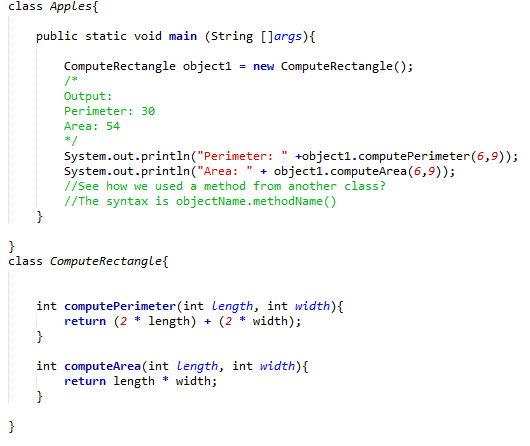 class Apples{
public static void main (String []args){
ComputeRectangle object1 = new ComputeRectangle();
/*
Output:
Perimeter: 30
Area: 54
*/
System.out.println("Perimeter: " +object1.computePerimeter(6,9));
System.out.println("Area: " + object1.computeArea(6,9));
//See how we used a method from another class?
//The syntax is objectName.methodName()
}
}
class ComputeRectangle{
int computePerimeter(int length, int width){
return (2 * length) + (2 * width);
}
int computeArea(int length, int width){
return length * width;
}
}